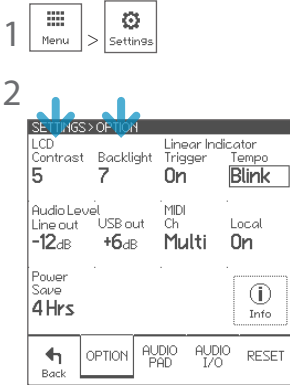 1 Menu > Settings
2
SETTINGS>OPTION
LCD Linear Indicator
Contrast Backlight Trigger Tempo
5 7 On Blink
Audio Level MIDI
Line out USB out Ch Local
-12dB +6dB Multi On
Power
Save
4 Hrs
i
Info
Back OPTION AUDIO PAD AUDIO I/O RESET